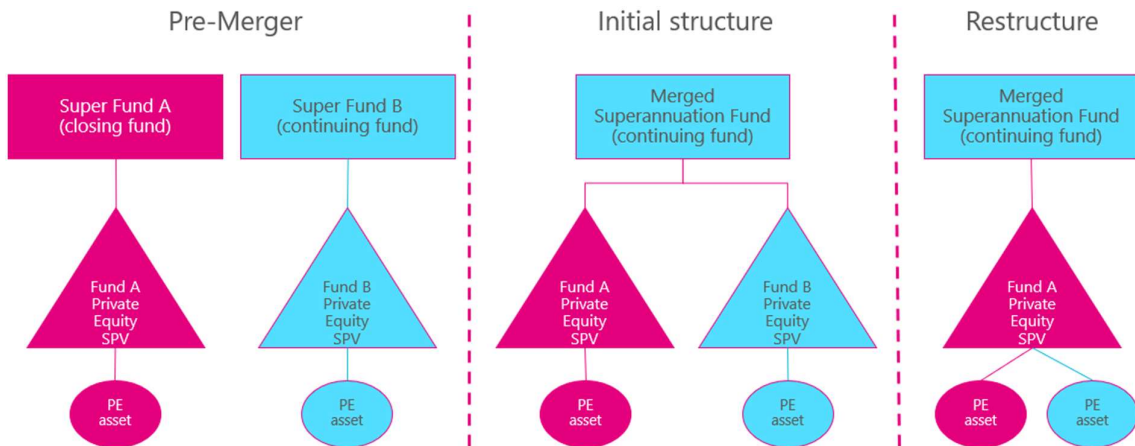 Pre-Merger
Initial structure
Restructure
Super Fund A
(closing fund)
Super Fund B
(continuing fund)
Merged
Superannuation Fund
(continuing fund)
Merged
Superannuation Fund
(continuing fund)
Fund A
Private
Equity
SPV
Fund B
Private
Equity
SPV
Fund A
Private
Equity
SPV
Fund B
Private
Equity
SPV
Fund A
Private
Equity
SPV
PE
asset
PE
asset
PE
asset
PE
asset
PE
asset
PE
asset